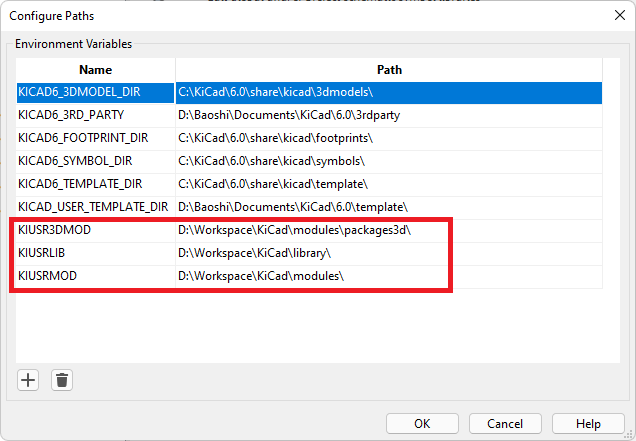 Configure Paths
Environment Variables
Name Path
KICAD6_3DMODEL_DIR C:\KiCad\6.0\share\kicad\3dmodels\
KICAD6_3RD_PARTY D:\Baoshi\Documents\KiCad\6.0\3rdparty
KICAD6_FOOTPRINT_DIR C:\KiCad\6.0\share\kicad\footprints\
KICAD6_SYMBOL_DIR C:\KiCad\6.0\share\kicad\symbols\
KICAD6_TEMPLATE_DIR C:\KiCad\6.0\share\kicad\template\
KICAD_USER_TEMPLATE_DIR D:\Baoshi\Documents\KiCad\6.0\template\
KIUSR3DMOD D:\Workspace\KiCad\modules\packages3d\
KIUSRLIB D:\Workspace\KiCad\library\
KIUSRMOD D:\Workspace\KiCad\modules\
OK Cancel Help